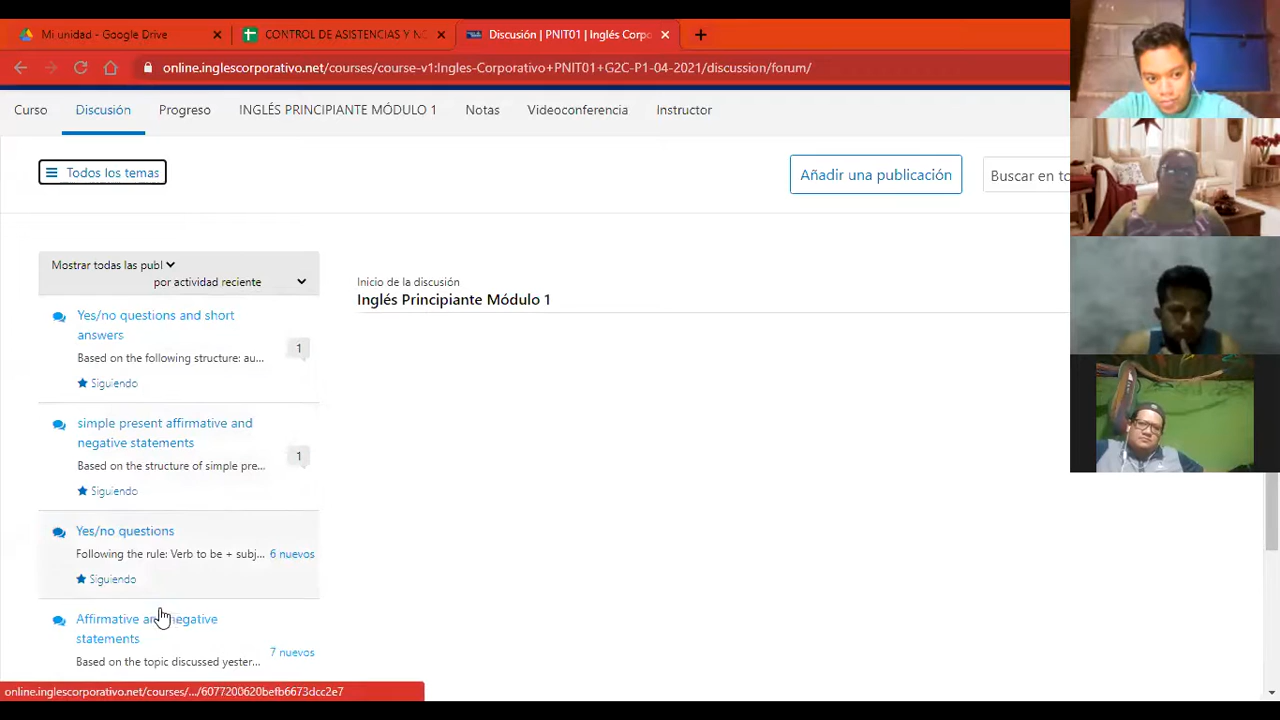 Mi unidad - Google Drive
CONTROL DE ASISTENCIAS Y NO
Discusión | PNIT01 | Inglés Corpo
online.inglescorporativo.net/courses/course-v1:Ingles-Corporativo+PNIT01+G2C-P1-04-2021/discussion/forum/
Curso
Discusión
Progreso
INGLÉS PRINCIPIANTE MÓDULO 1
Notas
Videoconferencia
Instructor
Todos los temas
Añadir una publicación
Buscar en to
Mostrar todas las publ
por actividad reciente
Inicio de la discusión
Inglés Principiante Módulo 1
Yes/no questions and short
answers
Based on the following structure: au...
1
Siguiendo
simple present affirmative and
negative statements
Based on the structure of simple pre...
1
Siguiendo
Yes/no questions
Following the rule: Verb to be + subj...
6 nuevos
Siguiendo
Affirmative and negative
statements
Based on the topic discussed yester...
7 nuevos
online.inglescorporativo.net/courses/.../6077200620befb6673dcc2e7